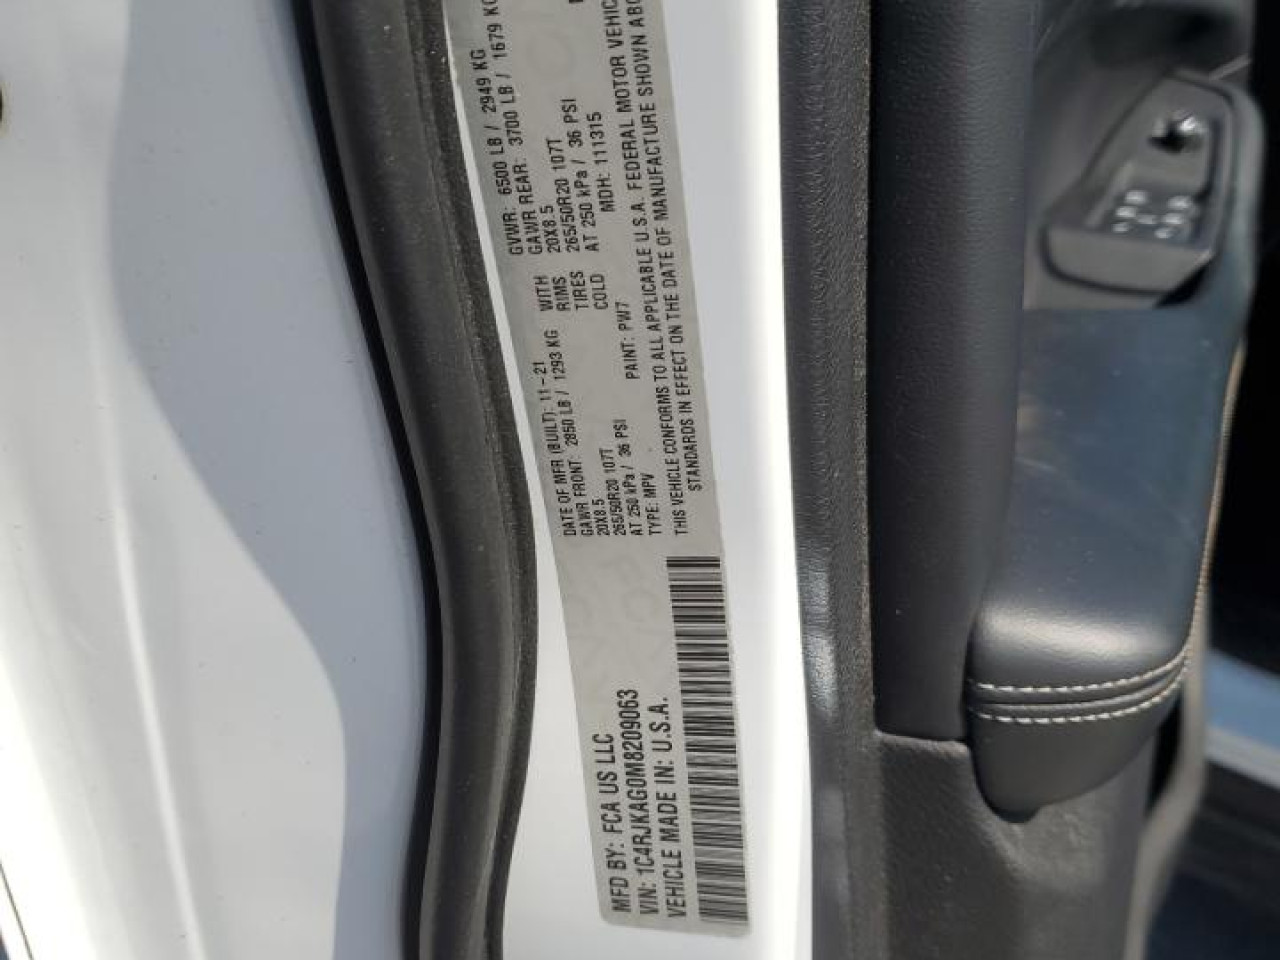 MFD BY: FCA US LLC
DATE OF MFR (BUILT): 11-21
GVWR: 6500 LB / 2949 KG
GAWR FRONT: 2850 LB / 1293 KG WITH GAWR REAR: 3700 LB / 1679 KG
20X8.5 RIMS 20X8.5
265/50R20 107T TIRES 265/50R20 107T
AT 250 kPa / 36 PSI COLD AT 250 kPa / 36 PSI
VIN: 1C4RJKAG0M8209063
TYPE: MPV PAINT: PW7 MDH: 111315
VEHICLE MADE IN: U.S.A.
THIS VEHICLE CONFORMS TO ALL APPLICABLE U.S.A. FEDERAL MOTOR VEHIC
STANDARDS IN EFFECT ON THE DATE OF MANUFACTURE SHOWN ABO